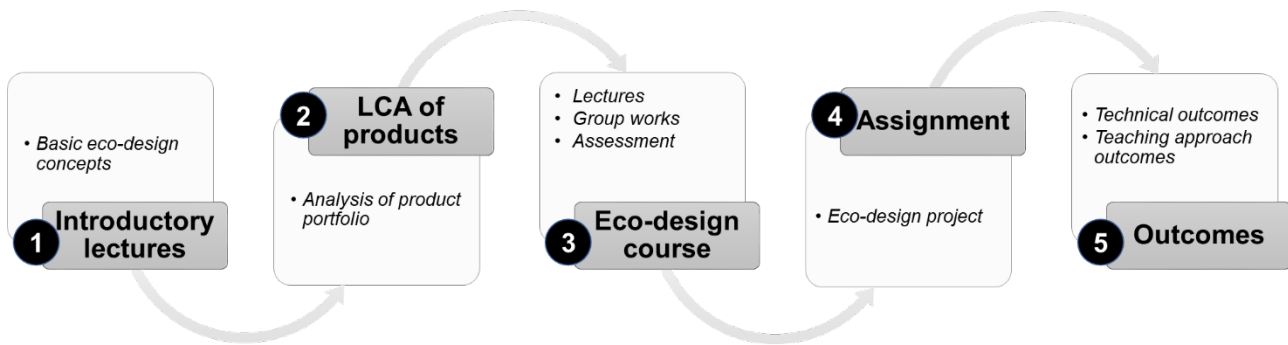 • Basic eco-design
concepts
1
Introductory
lectures
2
LCA of
products
• Analysis of product
portfolio
• Lectures
• Group works
• Assessment
3
Eco-design
course
4
Assignment
• Eco-design project
• Technical outcomes
• Teaching approach
outcomes
5
Outcomes